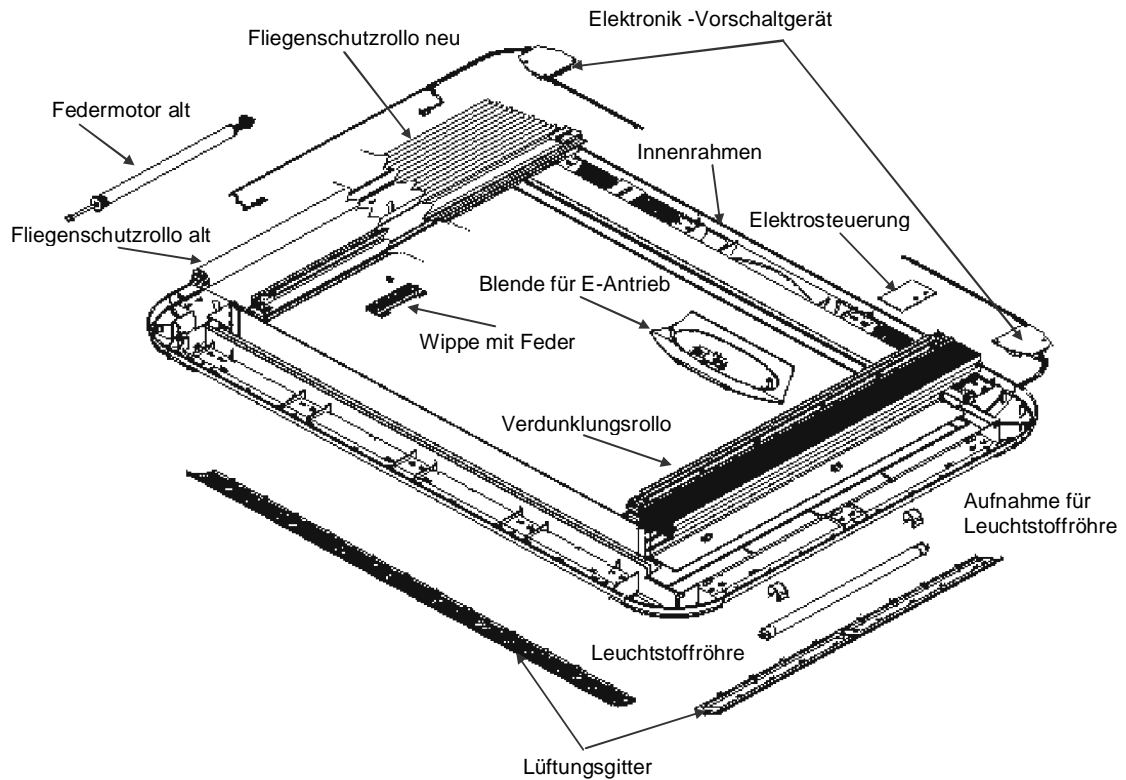 Elektronik -Vorschaltgerät
Fliegenschutzrollo neu
Federmotor alt
Innenrahmen
Elektrosteuerung
Fliegenschutzrollo alt
Blende für E-Antrieb
Wippe mit Feder
Verdunklungsrollo
Aufnahme für
Leuchtstoffröhre
Leuchtstoffröhre
Lüftungsgitter